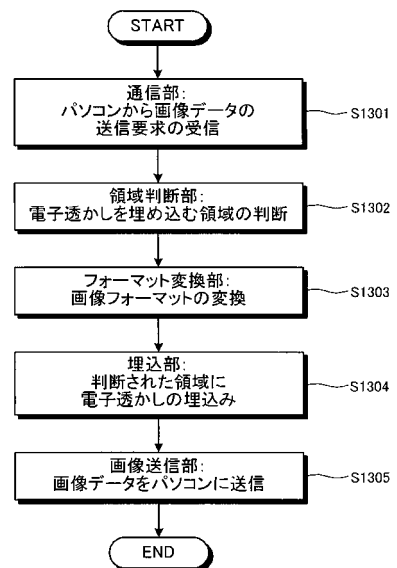 START
通信部:
パソコンから画像データの
送信要求の受信
S1301
領域判断部:
電子透かしを埋め込む領域の判断
S1302
フォーマット変換部:
画像フォーマットの変換
S1303
埋込部:
判断された領域に
電子透かしの埋込み
S1304
画像送信部:
画像データをパソコンに送信
S1305
END